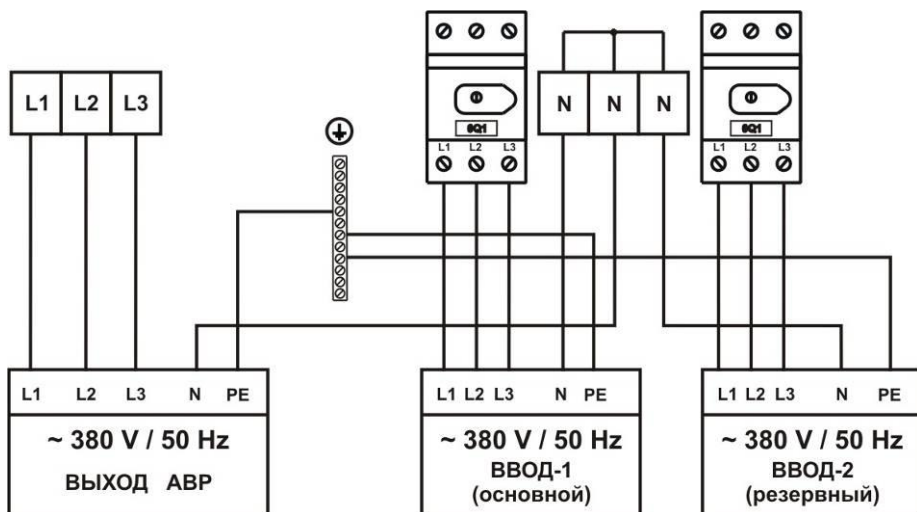 L1 L2 L3
6Q1
L1 L2 L3
N N N
6Q1
L1 L2 L3
L1 L2 L3 N PE
~ 380 V / 50 Hz
ВЫХОД АВР
L1 L2 L3 N PE
~ 380 V / 50 Hz
ВВОД-1
(основной)
L1 L2 L3 N PE
~ 380 V / 50 Hz
ВВОД-2
(резервный)